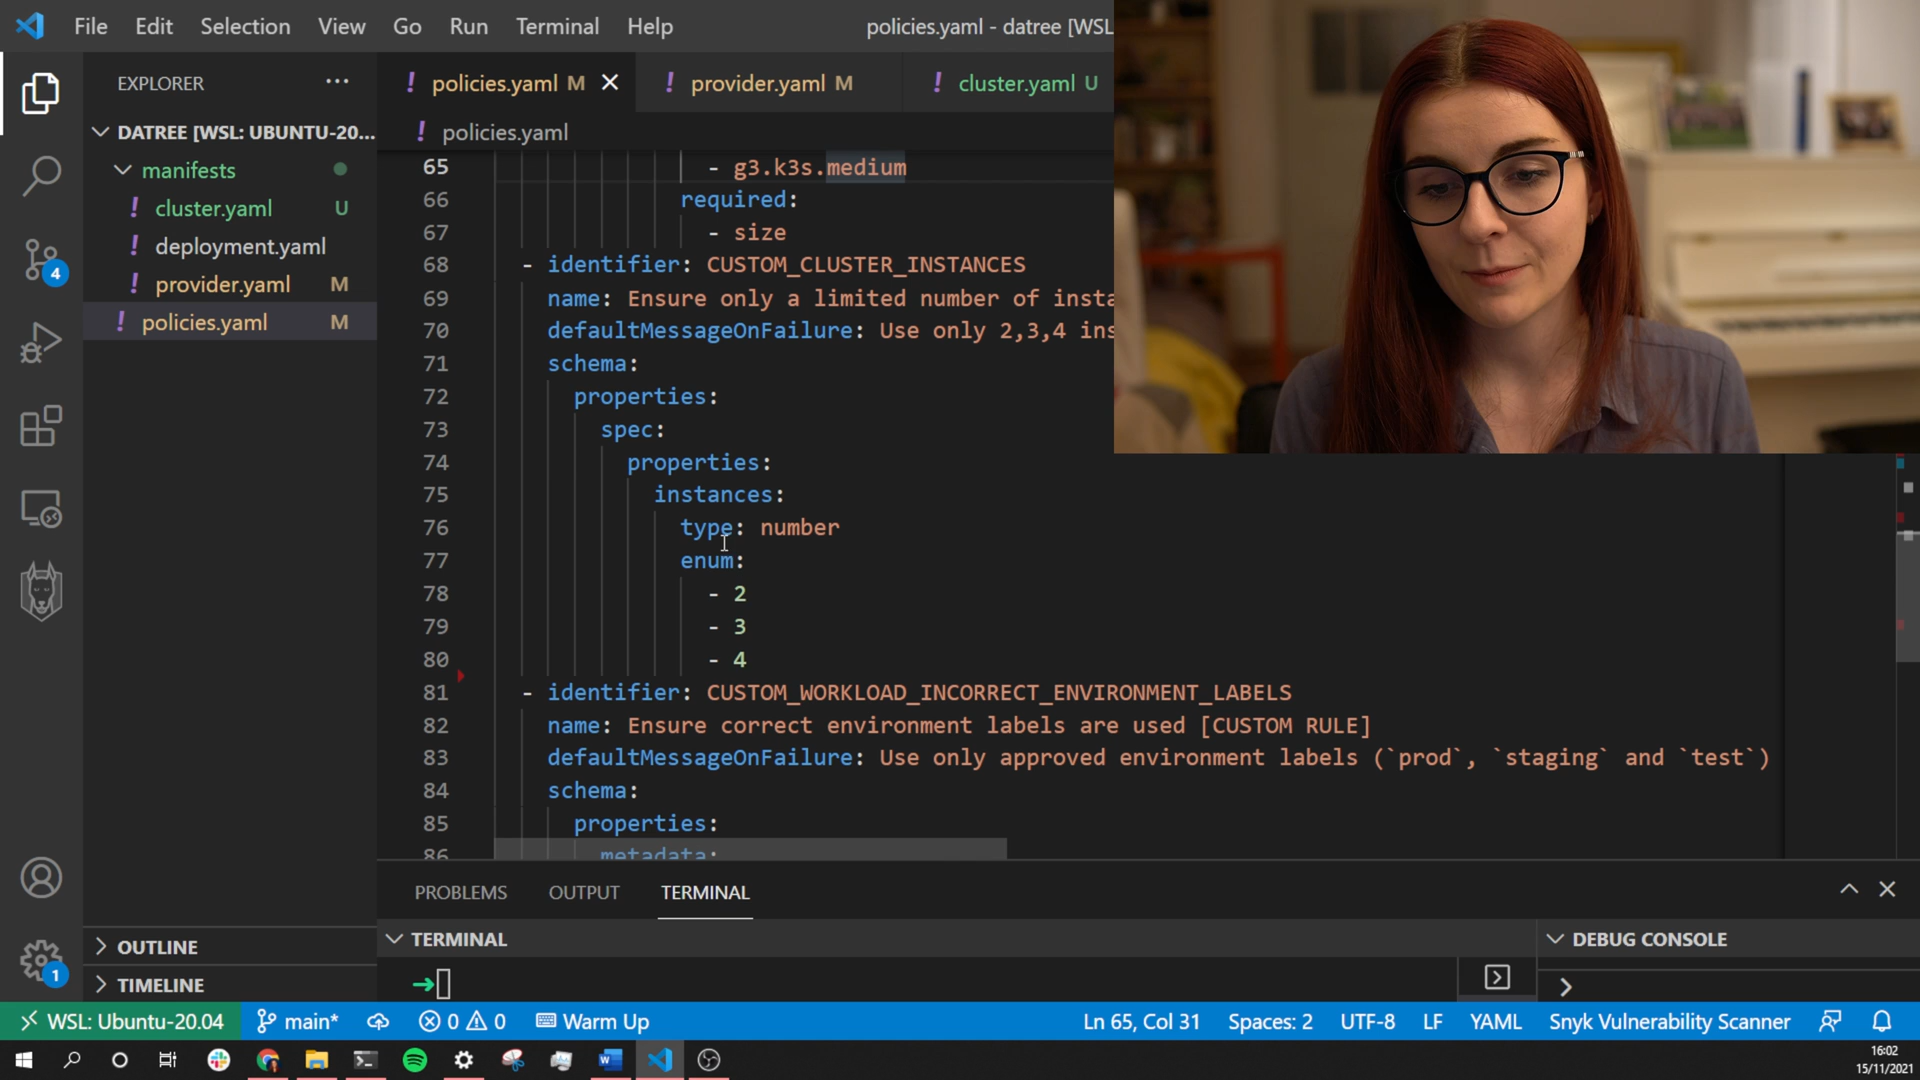 File Edit Selection View Go Run Terminal Help
policies.yaml - datree [WSL
EXPLORER
DATREE [WSL: UBUNTU-20...
manifests
! cluster.yaml U
! deployment.yaml
! provider.yaml M
! policies.yaml M
4
1
OUTLINE
TIMELINE
! policies.yaml M
! provider.yaml M
! cluster.yaml U
! policies.yaml
65 - g3.k3s.medium
66 required:
67 - size
68 - identifier: CUSTOM_CLUSTER_INSTANCES
69 name: Ensure only a limited number of insta
70 defaultMessageOnFailure: Use only 2,3,4 ins
71 schema:
72 properties:
73 spec:
74 properties:
75 instances:
76 type: number
77 enum:
78 - 2
79 - 3
80 - 4
81 - identifier: CUSTOM_WORKLOAD_INCORRECT_ENVIRONMENT_LABELS
82 name: Ensure correct environment labels are used [CUSTOM RULE]
83 defaultMessageOnFailure: Use only approved environment labels (`prod`, `staging` and `test`)
84 schema:
85 properties:
86 metadata:
PROBLEMS OUTPUT TERMINAL
TERMINAL
DEBUG CONSOLE
WSL: Ubuntu-20.04 main* 0 0 Warm Up Ln 65, Col 31 Spaces: 2 UTF-8 LF YAML Snyk Vulnerability Scanner
16:02
15/11/2021